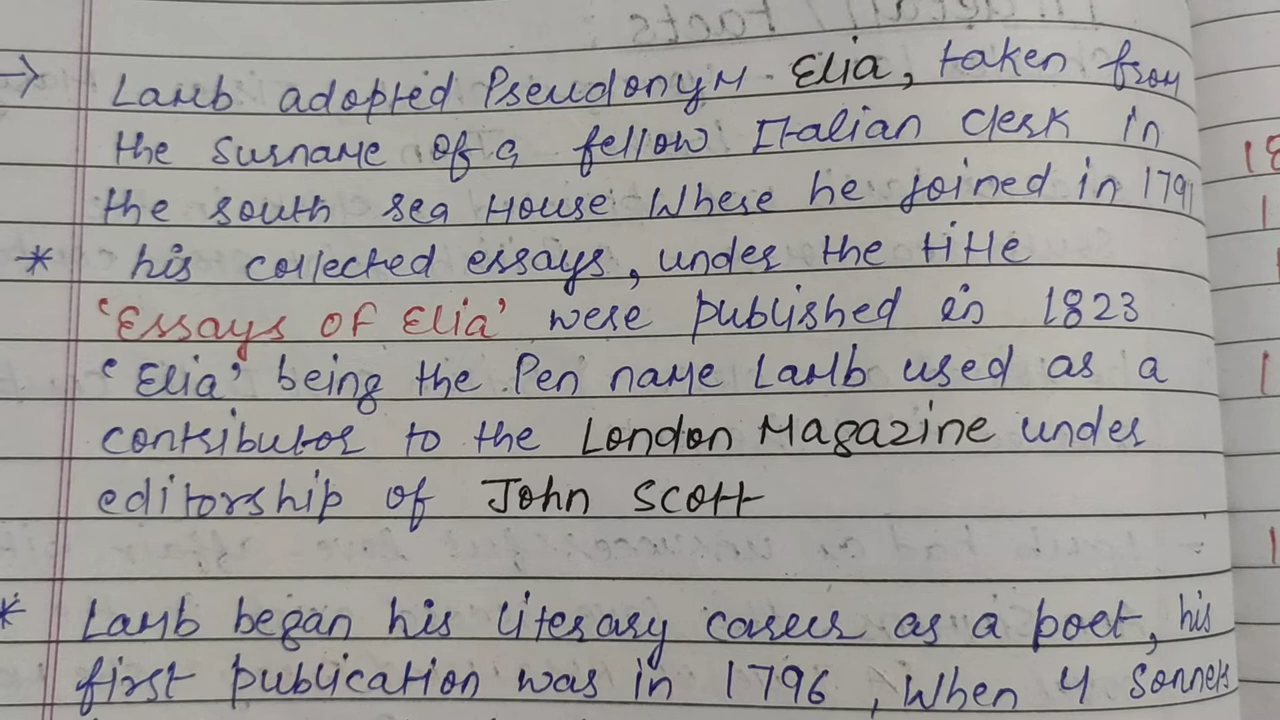 → Lamb adopted Pseudonym - Elia, taken from
the surname of a fellow Italian clerk in
the south sea House where he joined in 1791
* his collected essays, under the title
'Essays of Elia' were published in 1823
'Elia' being the Pen name Lamb used as a
contributor to the London Magazine under
editorship of John Scott
* Lamb began his literary career as a poet, his
first publication was in 1796, when 4 sonnets